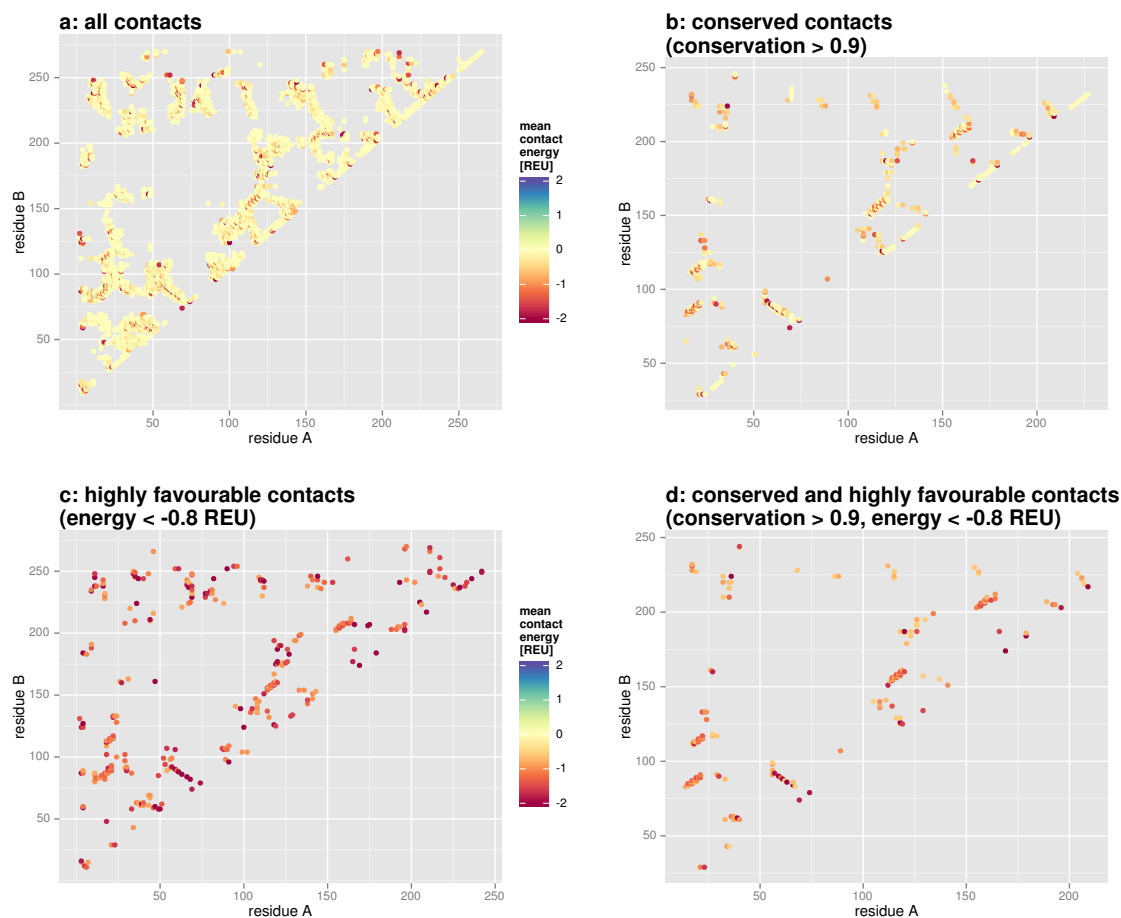 a: all contacts
250
200
150
100
50
50
100
150
200
250
residue A
residue B
mean
contact
energy
[REU]
2
1
0
-1
-2
b: conserved contacts
(conservation > 0.9)
250
200
150
100
50
50
100
150
200
residue A
residue B
c: highly favourable contacts
(energy < -0.8 REU)
250
200
150
100
50
50
100
150
200
250
residue A
residue B
mean
contact
energy
[REU]
2
1
0
-1
-2
d: conserved and highly favourable contacts
(conservation > 0.9, energy < -0.8 REU)
250
200
150
100
50
50
100
150
200
residue A
residue B